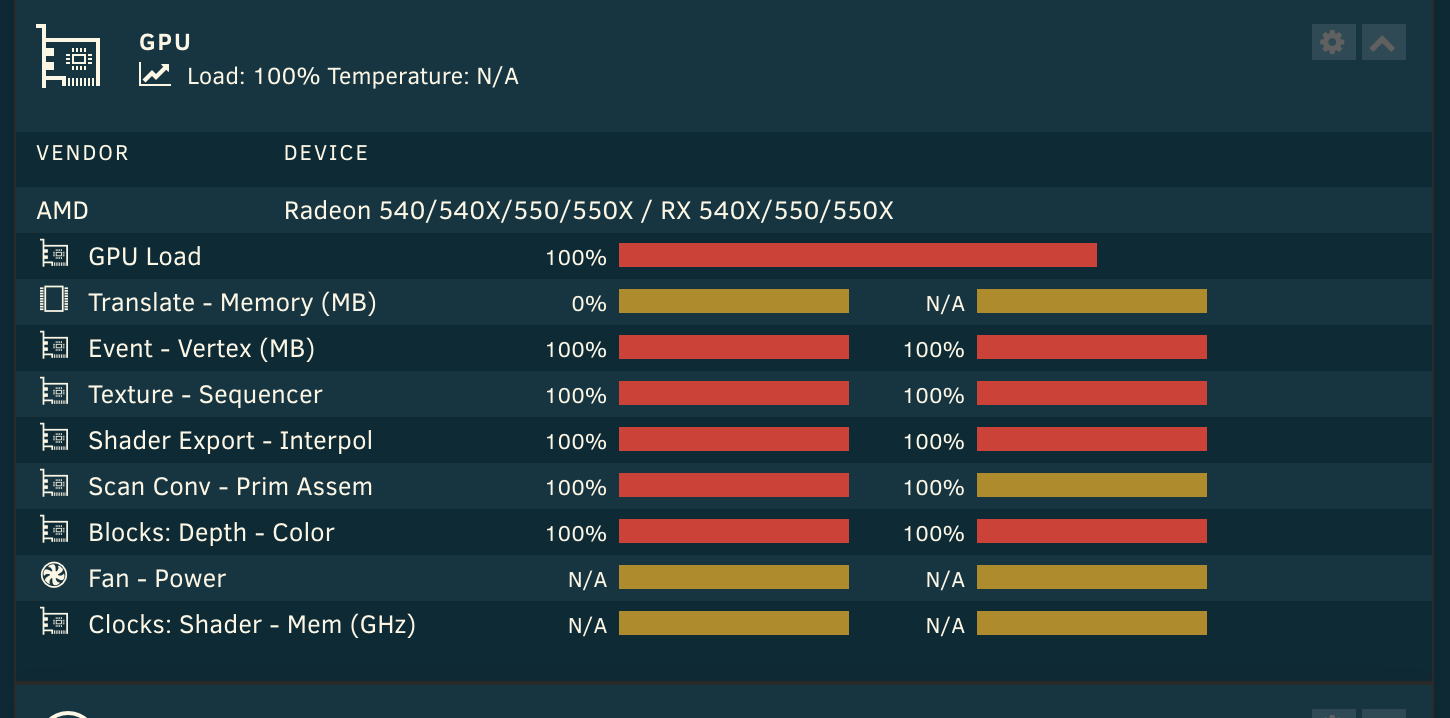 GPU
Load: 100% Temperature: N/A
VENDOR DEVICE
AMD Radeon 540/540X/550/550X / RX 540X/550/550X
GPU Load 100%
Translate - Memory (MB) 0% N/A
Event - Vertex (MB) 100% 100%
Texture - Sequencer 100% 100%
Shader Export - Interpol 100% 100%
Scan Conv - Prim Assem 100% 100%
Blocks: Depth - Color 100% 100%
Fan - Power N/A N/A
Clocks: Shader - Mem (GHz) N/A N/A